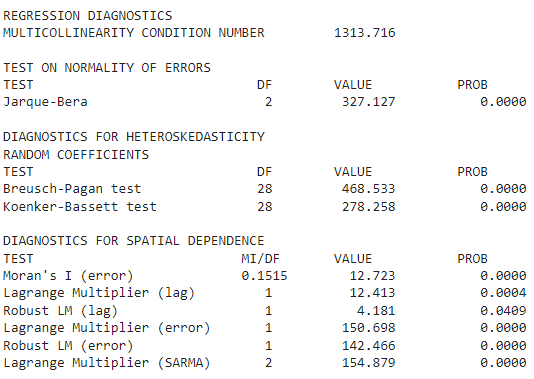 REGRESSION DIAGNOSTICS
MULTICOLLINEARITY CONDITION NUMBER 1313.716
TEST ON NORMALITY OF ERRORS
TEST DF VALUE PROB
Jarque-Bera 2 327.127 0.0000
DIAGNOSTICS FOR HETEROSKEDASTICITY
RANDOM COEFFICIENTS
TEST DF VALUE PROB
Breusch-Pagan test 28 468.533 0.0000
Koenker-Bassett test 28 278.258 0.0000
DIAGNOSTICS FOR SPATIAL DEPENDENCE
TEST MI/DF VALUE PROB
Moran's I (error) 0.1515 12.723 0.0000
Lagrange Multiplier (lag) 1 12.413 0.0004
Robust LM (lag) 1 4.181 0.0409
Lagrange Multiplier (error) 1 150.698 0.0000
Robust LM (error) 1 142.466 0.0000
Lagrange Multiplier (SARMA) 2 154.879 0.0000